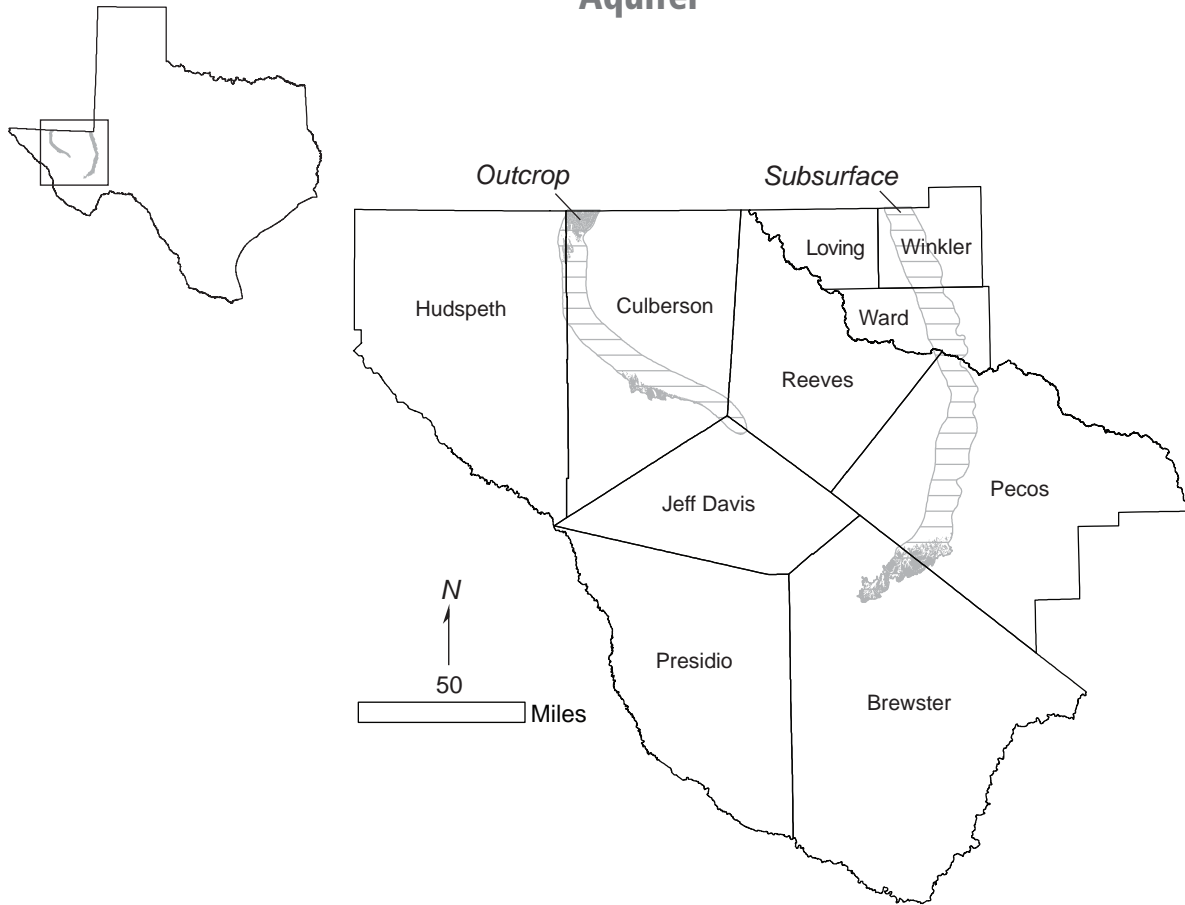 Aquifer
Outcrop
Subsurface
Loving
Winkler
Hudspeth
Culberson
Ward
Reeves
Pecos
Jeff Davis
N
Presidio
50
Miles
Brewster